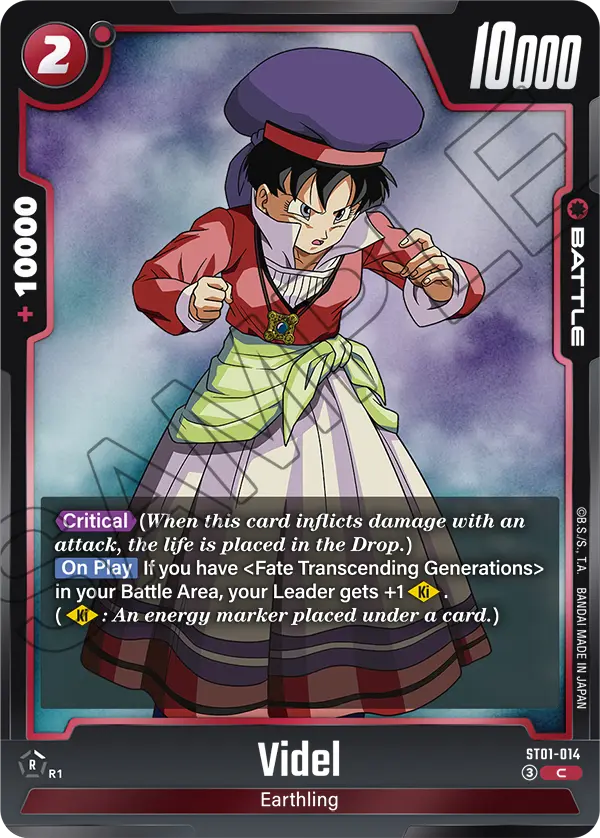 2
10000
+ 10000
BATTLE
SAMPLE
Critical (When this card inflicts damage with an
attack, the life is placed in the Drop.)
On Play If you have <Fate Transcending Generations>
in your Battle Area, your Leader gets +1 Ki .
( Ki : An energy marker placed under a card.)
©B.S./S., T.A. BANDAI MADE IN JAPAN
R R1
Videl
ST01-014
3 C
Earthling